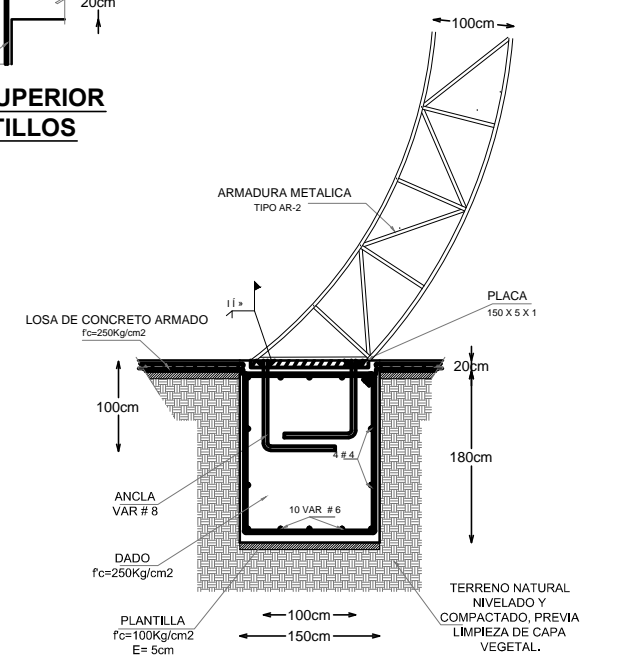 20cm
UPERIOR
TILLOS
100cm
ARMADURA METALICA
TIPO AR-2
PLACA
150 X 5 X 1
LOSA DE CONCRETO ARMADO
f'c=250Kg/cm2
20cm
100cm
180cm
4 # 4
ANCLA
VAR # 8
10 VAR # 6
DADO
f'c=250Kg/cm2
PLANTILLA
f'c=100Kg/cm2
E= 5cm
100cm
150cm
TERRENO NATURAL
NIVELADO Y
COMPACTADO, PREVIA
LIMPIEZA DE CAPA
VEGETAL.